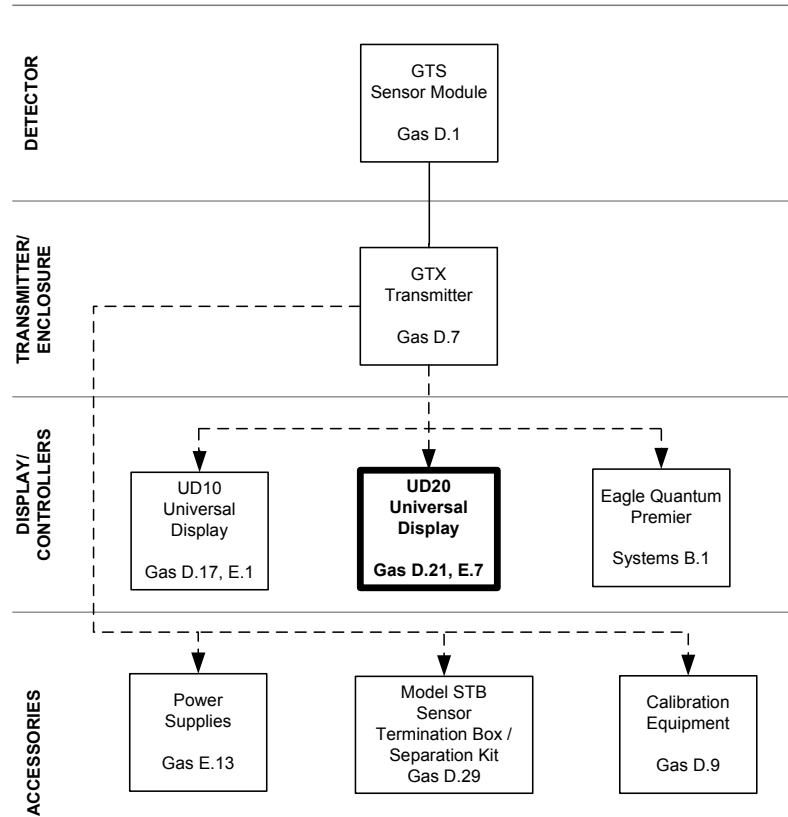 DETECTOR
GTS
Sensor Module
Gas D.1
TRANSMITTER/
ENCLOSURE
GTX
Transmitter
Gas D.7
DISPLAY/
CONTROLLERS
UD10
Universal
Display
Gas D.17, E.1
UD20
Universal
Display
Gas D.21, E.7
Eagle Quantum
Premier
Systems B.1
ACCESSORIES
Power
Supplies
Gas E.13
Model STB
Sensor
Termination Box /
Separation Kit
Gas D.29
Calibration
Equipment
Gas D.9